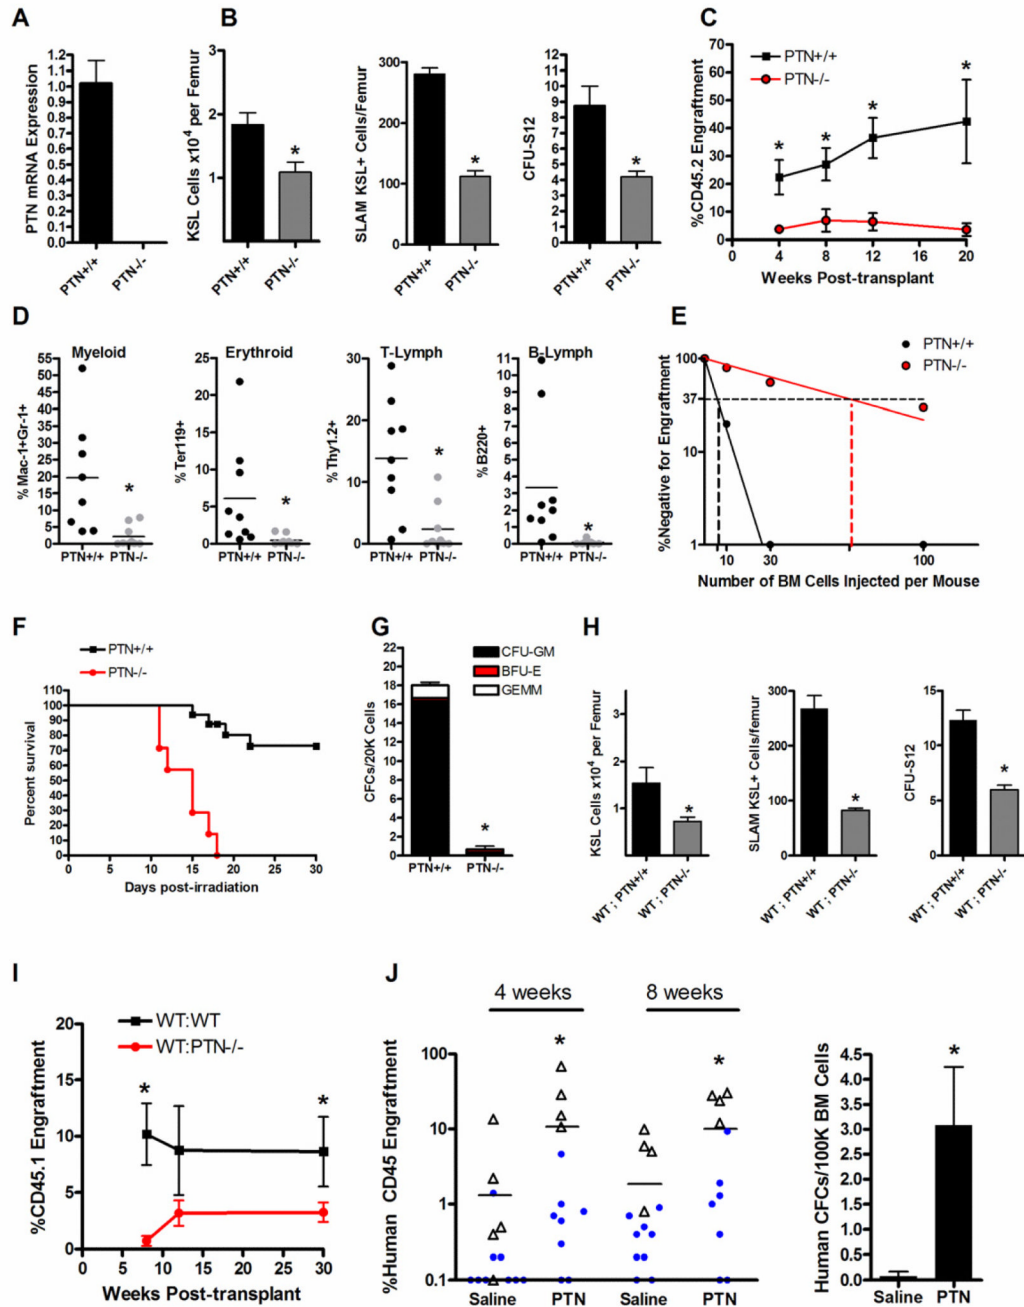 A
PTN mRNA Expression
1.2
1.1
1.0
0.9
0.8
0.7
0.6
0.5
0.4
0.3
0.2
0.1
0.0
PTN+/+
PTN-/-
B
KSL Cells x10⁴ per Femur
3
2
1
*
PTN+/+
PTN-/-
SLAM KSL+ Cells/Femur
300
200
100
0
*
PTN+/+
PTN-/-
CFU-S12
12
11
10
9
8
7
6
5
4
3
2
1
0
*
PTN+/+
PTN-/-
C
%CD45.2 Engraftment
70
60
50
40
30
20
10
0
PTN+/+
PTN-/-
* * * *
0 4 8 12 16 20
Weeks Post-transplant
D
Myeloid
% Mac-1+Gr-1+
55
50
45
40
35
30
25
20
15
10
5
0
*
PTN+/+ PTN-/-
Erythroid
% Ter119+
25
20
15
10
5
0
*
PTN+/+ PTN-/-
T-Lymph
% Thy1.2+
30
20
10
0
*
PTN+/+ PTN-/-
B-Lymph
% B220+
11
10
9
8
7
6
5
4
3
2
1
0
*
PTN+/+ PTN-/-
E
%Negative for Engraftment
100
37
10
1
PTN+/+
PTN-/-
10 30 100
Number of BM Cells Injected per Mouse
F
PTN+/+
PTN-/-
Percent survival
110
100
90
80
70
60
50
40
30
20
10
0
0 5 10 15 20 25 30
Days post-irradiation
G
CFCs/20K Cells
22
20
18
16
14
12
10
8
6
4
2
0
CFU-GM
BFU-E
GEMM
*
PTN+/+ PTN-/-
H
KSL Cells x10⁴ per Femur
3
2
1
*
WT ; PTN+/+
WT ; PTN-/-
SLAM KSL+ Cells/femur
300
200
100
0
*
WT ; PTN+/+
WT ; PTN-/-
CFU-S12
15
10
5
0
*
WT ; PTN+/+
WT ; PTN-/-
I
%CD45.1 Engraftment
20
15
10
5
0
WT:WT
WT:PTN-/-
* *
0 5 10 15 20 25 30
Weeks Post-transplant
J
4 weeks 8 weeks
%Human CD45 Engraftment
100
10
1
0.1
* *
Saline PTN Saline PTN
Human CFCs/100K BM Cells
4.5
4.0
3.5
3.0
2.5
2.0
1.5
1.0
0.5
0.0
*
Saline PTN